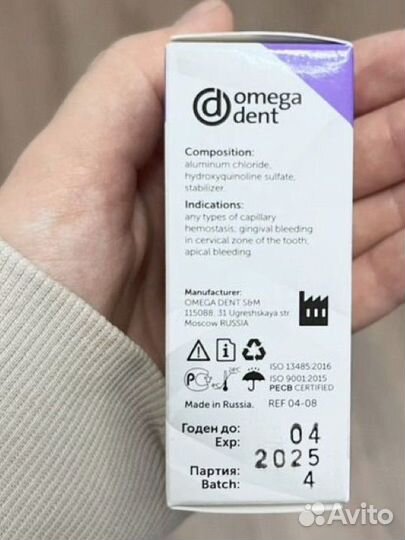 omega
dent
Composition:
aluminum chloride,
hydroxyquinoline sulfate,
stabilizer.
Indications:
any types of capillary
hemostasis, gingival bleeding
in cervical zone of the tooth,
apical bleeding.
Manufacturer:
OMEGA DENT S&M
115088, 31 Ugreshskaya str.
Moscow RUSSIA
ISO 13485:2016
ISO 9001:2015
PECB CERTIFIED
Made in Russia. REF 04-08
Годен до: 04
Exp: 2025
Партия: 4
Batch:
Avito